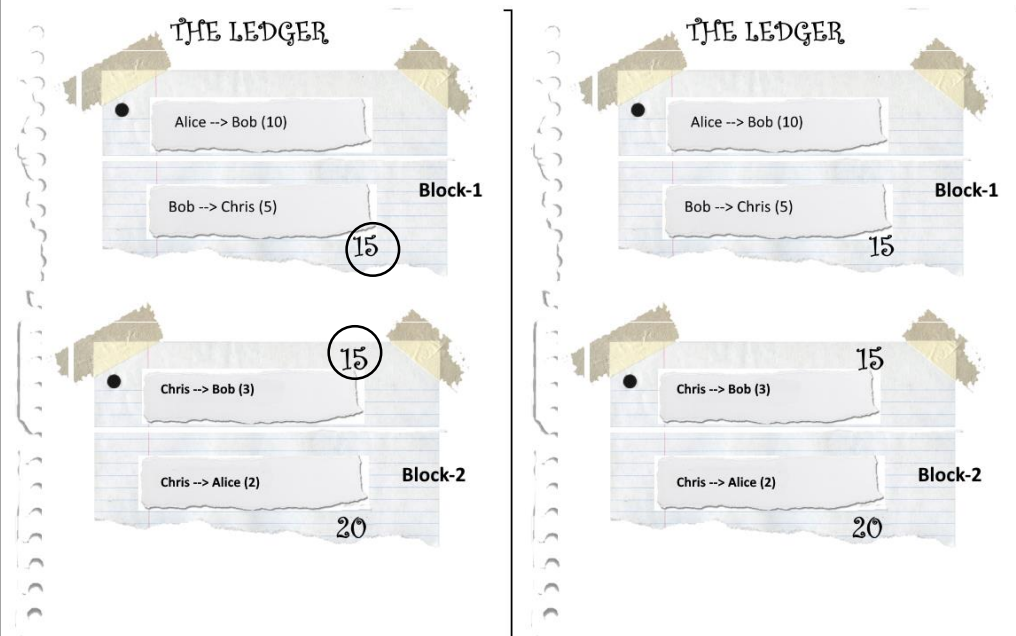 THE LEDGER
Alice --> Bob (10)
Block-1
Bob --> Chris (5)
15
15
Chris --> Bob (3)
Block-2
Chris --> Alice (2)
20
THE LEDGER
Alice --> Bob (10)
Block-1
Bob --> Chris (5)
15
15
Chris --> Bob (3)
Block-2
Chris --> Alice (2)
20